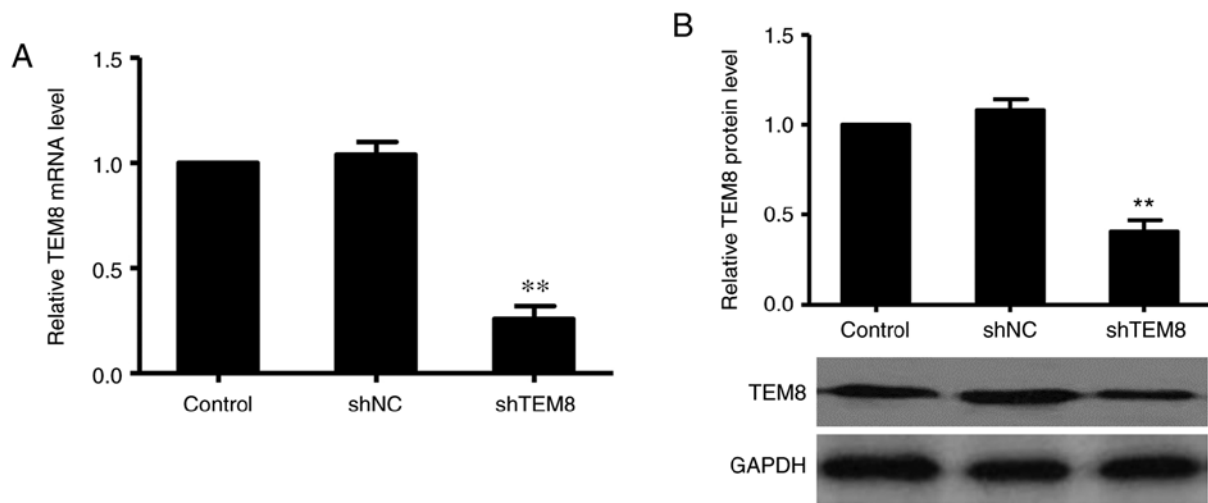 A
Relative TEM8 mRNA level
1.5
1.0
0.5
0.0
**
Control shNC shTEM8
B
Relative TEM8 protein level
1.5
1.0
0.5
0.0
**
Control shNC shTEM8
TEM8
GAPDH